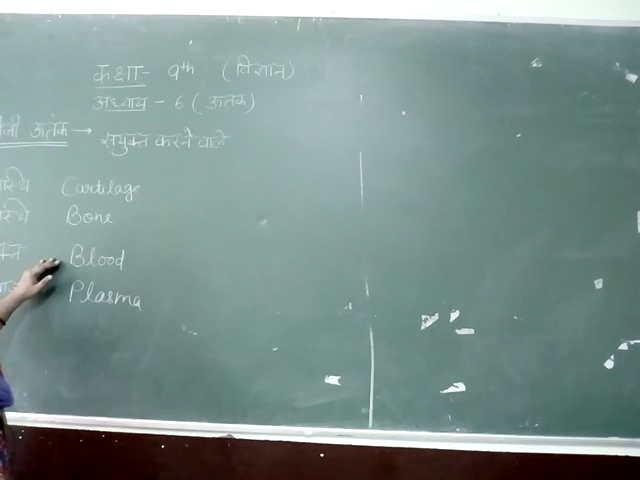 कक्षा - 9th (विज्ञान)
अध्याय - 6 (ऊतक)
ऊतक → संयुक्त करने वाले
Cartilage
Bone
Blood
Plasma